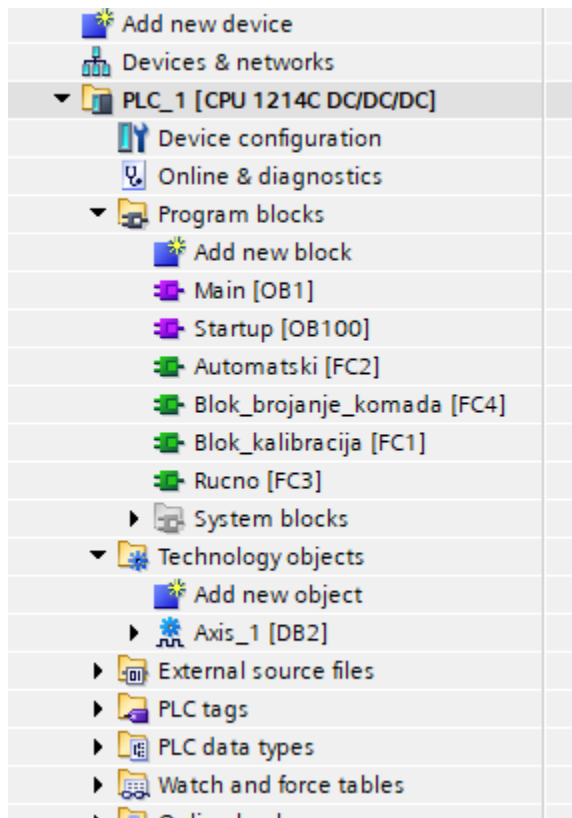 Add new device
Devices & networks
PLC_1 [CPU 1214C DC/DC/DC]
Device configuration
Online & diagnostics
Program blocks
Add new block
Main [OB1]
Startup [OB100]
Automatski [FC2]
Blok_brojanje_komada [FC4]
Blok_kalibracija [FC1]
Rucno [FC3]
System blocks
Technology objects
Add new object
Axis_1 [DB2]
External source files
PLC tags
PLC data types
Watch and force tables